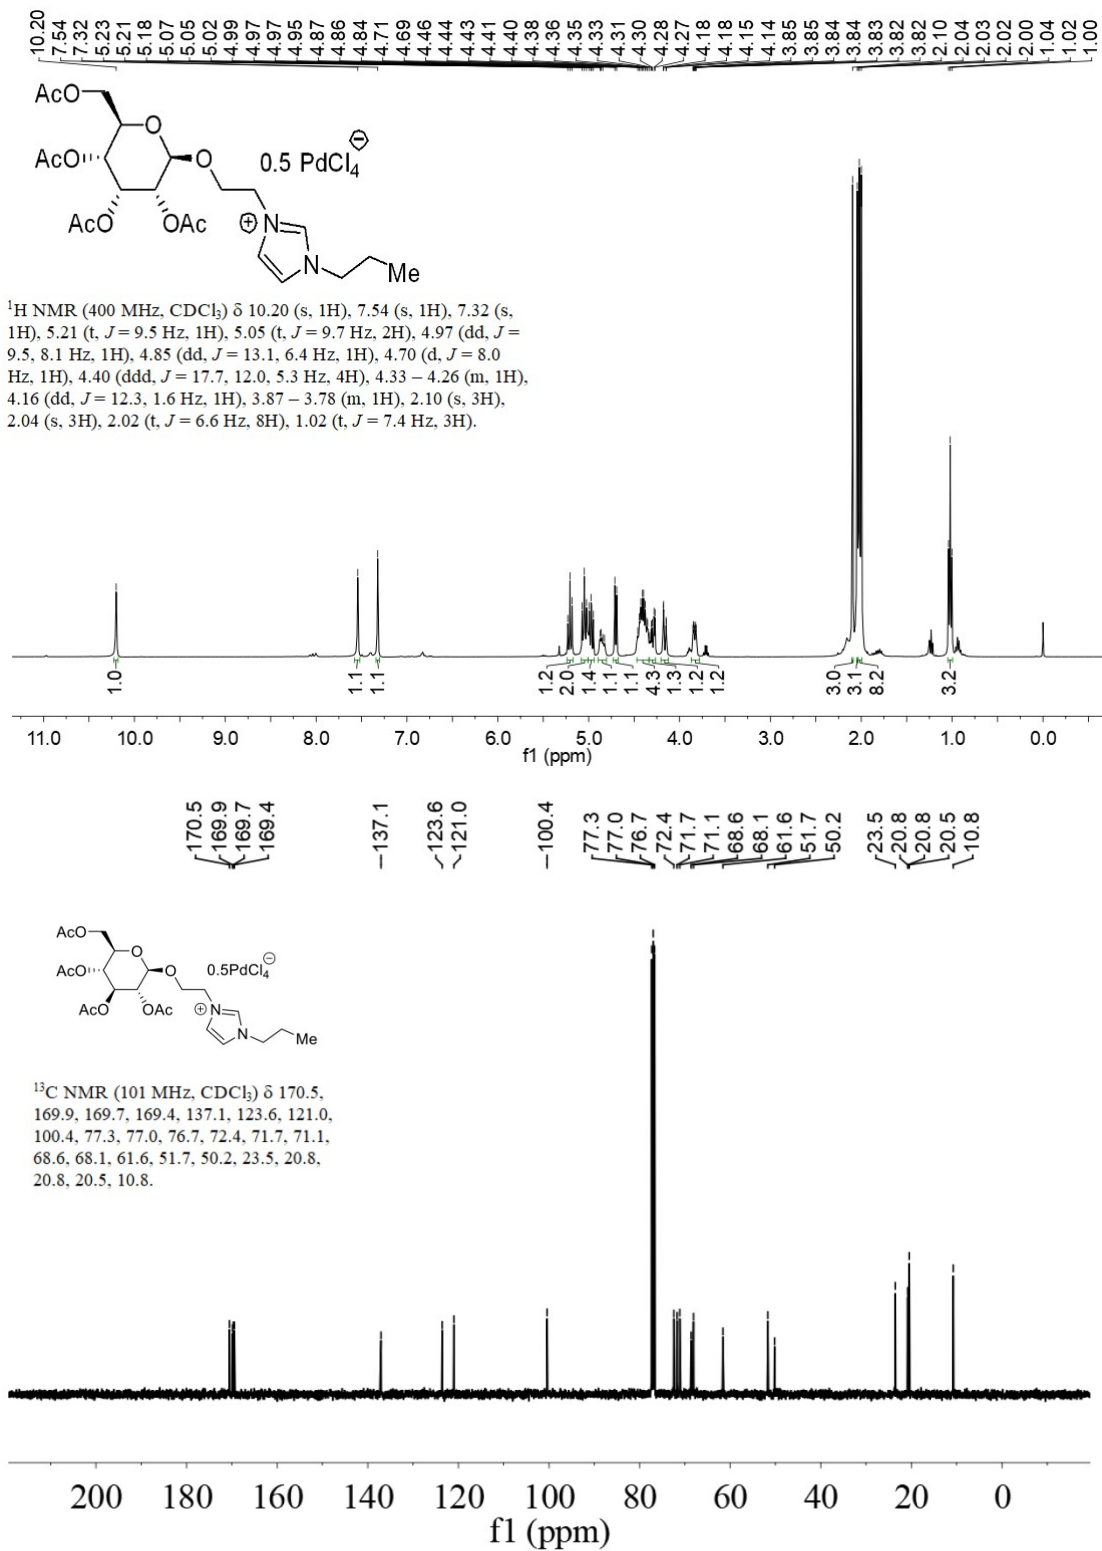 10.20 7.54 7.32 5.23 5.21 5.18 5.07 5.05 5.02 4.99 4.97 4.97 4.95 4.87 4.86 4.84 4.71 4.69 4.46 4.44 4.43 4.41 4.40 4.38 4.36 4.35 4.33 4.31 4.30 4.28 4.27 4.18 4.18 4.15 4.14 3.85 3.85 3.84 3.84 3.83 3.82 3.82 2.10 2.04 2.03 2.02 2.00 1.04 1.02 1.00
AcO
O
AcO
O
0.5 PdCl₄⊖
AcO
OAc
⊕
N
N
Me
¹H NMR (400 MHz, CDCl₃) δ 10.20 (s, 1H), 7.54 (s, 1H), 7.32 (s,
1H), 5.21 (t, J = 9.5 Hz, 1H), 5.05 (t, J = 9.7 Hz, 2H), 4.97 (dd, J =
9.5, 8.1 Hz, 1H), 4.85 (dd, J = 13.1, 6.4 Hz, 1H), 4.70 (d, J = 8.0
Hz, 1H), 4.40 (ddd, J = 17.7, 12.0, 5.3 Hz, 4H), 4.33 – 4.26 (m, 1H),
4.16 (dd, J = 12.3, 1.6 Hz, 1H), 3.87 – 3.78 (m, 1H), 2.10 (s, 3H),
2.04 (s, 3H), 2.02 (t, J = 6.6 Hz, 8H), 1.02 (t, J = 7.4 Hz, 3H).
1.0 1.1 1.1 1.2 2.0 1.4 1.1 1.1 4.3 1.3 1.2 1.2 3.0 3.1 8.2 3.2
11.0 10.0 9.0 8.0 7.0 6.0 5.0 4.0 3.0 2.0 1.0 0.0
f1 (ppm)
170.5 169.9 169.7 169.4 137.1 123.6 121.0 100.4 77.3 77.0 76.7 72.4 71.7 71.1 68.6 68.1 61.6 51.7 50.2 23.5 20.8 20.8 20.5 10.8
AcO
O
AcO
O
0.5PdCl₄⊖
AcO
OAc
⊕
N
N
Me
¹³C NMR (101 MHz, CDCl₃) δ 170.5,
169.9, 169.7, 169.4, 137.1, 123.6, 121.0,
100.4, 77.3, 77.0, 76.7, 72.4, 71.7, 71.1,
68.6, 68.1, 61.6, 51.7, 50.2, 23.5, 20.8,
20.8, 20.5, 10.8.
200 180 160 140 120 100 80 60 40 20 0
f1 (ppm)